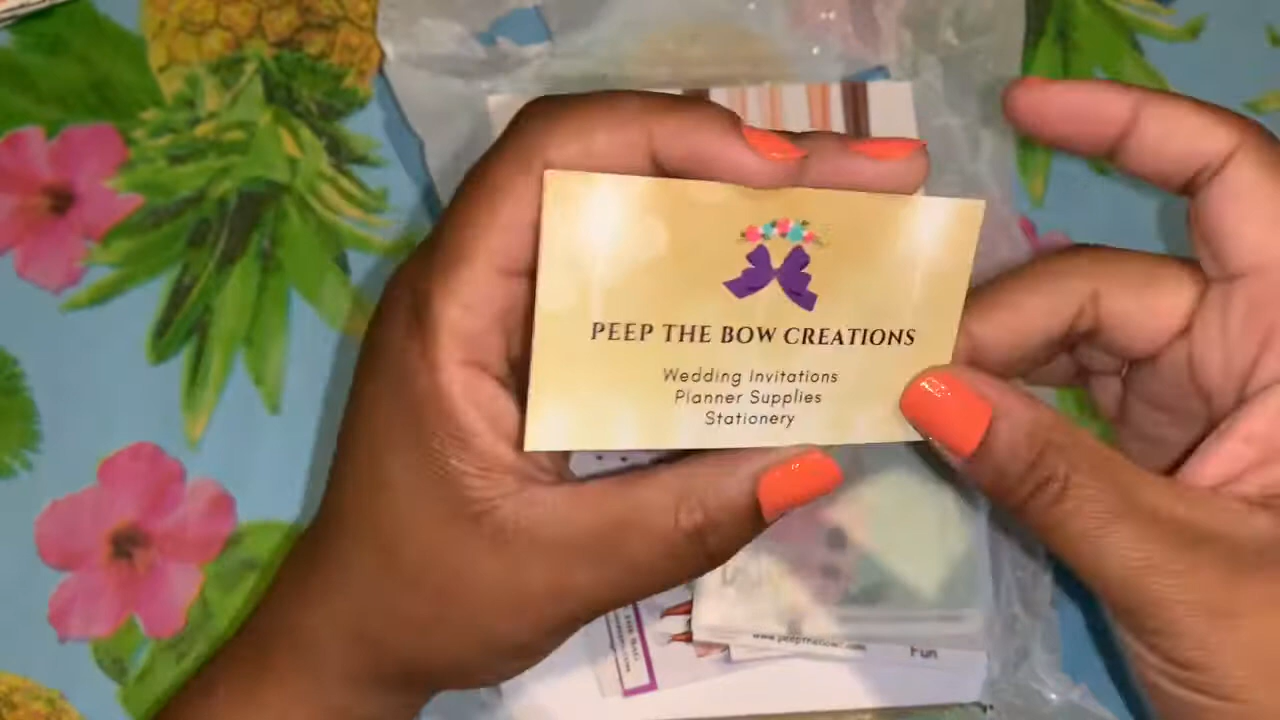 PEEP THE BOW CREATIONS
Wedding Invitations
Planner Supplies
Stationery
Fun